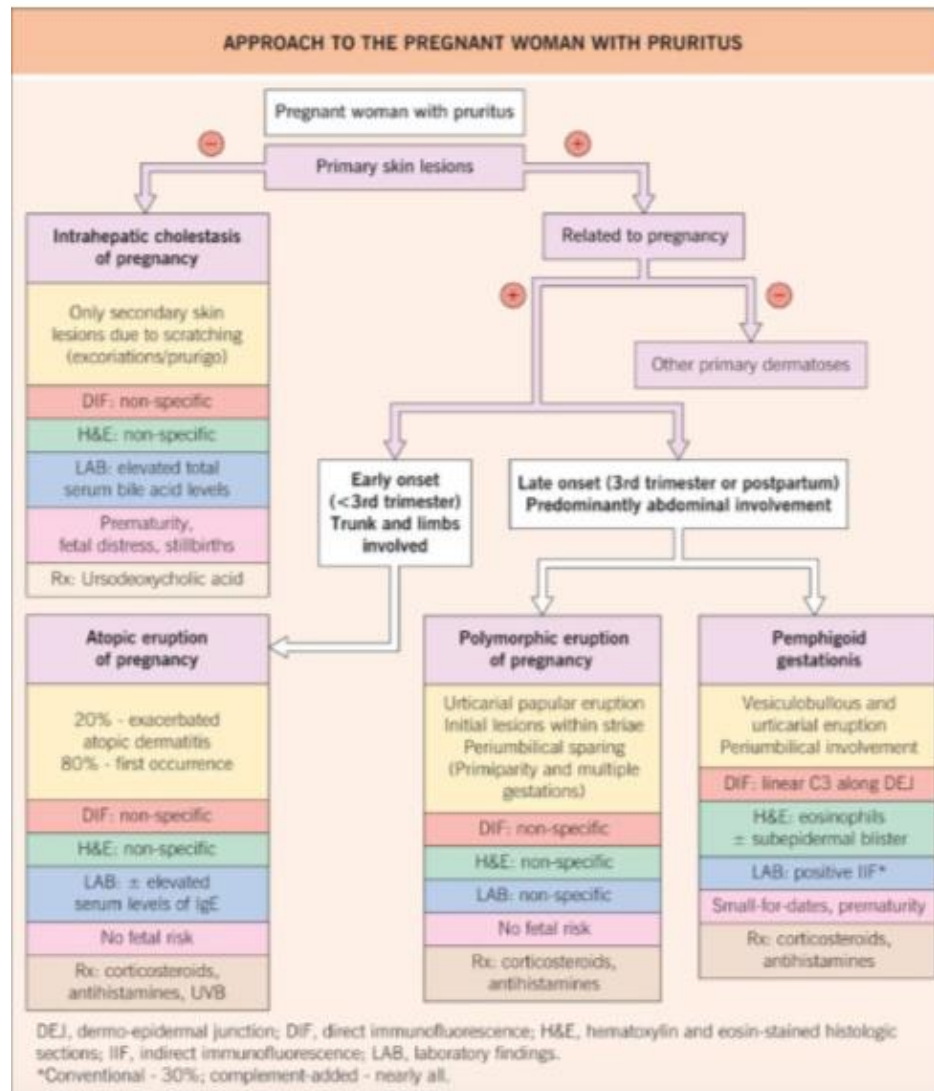 APPROACH TO THE PREGNANT WOMAN WITH PRURITUS
Pregnant woman with pruritus
−
+
Primary skin lesions
Intrahepatic cholestasis
of pregnancy
Only secondary skin
lesions due to scratching
(excoriations/prurigo)
DIF: non-specific
H&E: non-specific
LAB: elevated total
serum bile acid levels
Prematurity,
fetal distress, stillbirths
Rx: Ursodeoxycholic acid
Related to pregnancy
+
−
Other primary dermatoses
Early onset
(<3rd trimester)
Trunk and limbs
involved
Late onset (3rd trimester or postpartum)
Predominantly abdominal involvement
Atopic eruption
of pregnancy
20% - exacerbated
atopic dermatitis
80% - first occurrence
DIF: non-specific
H&E: non-specific
LAB: ± elevated
serum levels of IgE
No fetal risk
Rx: corticosteroids,
antihistamines, UVB
Polymorphic eruption
of pregnancy
Urticarial papular eruption
Initial lesions within striae
Periumbilical sparing
(Primiparity and multiple
gestations)
DIF: non-specific
H&E: non-specific
LAB: non-specific
No fetal risk
Rx: corticosteroids,
antihistamines
Pemphigoid
gestationis
Vesiculobullous and
urticarial eruption
Periumbilical involvement
DIF: linear C3 along DEJ
H&E: eosinophils
± subepidermal blister
LAB: positive IIF*
Small-for-dates, prematurity
Rx: corticosteroids,
antihistamines
DEJ, dermo-epidermal junction; DIF, direct immunofluorescence; H&E, hematoxylin and eosin-stained histologic
sections; IIF, indirect immunofluorescence; LAB, laboratory findings.
*Conventional - 30%; complement-added - nearly all.